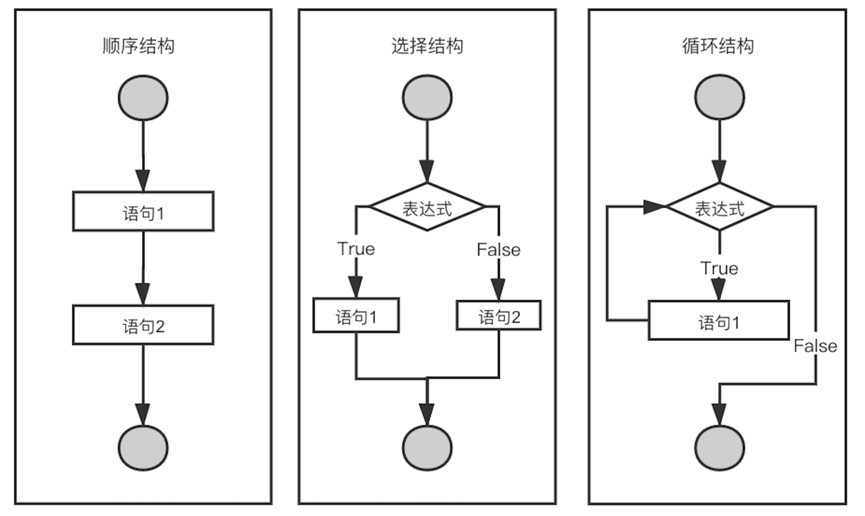 顺序结构
语句1
语句2
选择结构
表达式
True
False
语句1
语句2
循环结构
表达式
True
语句1
False